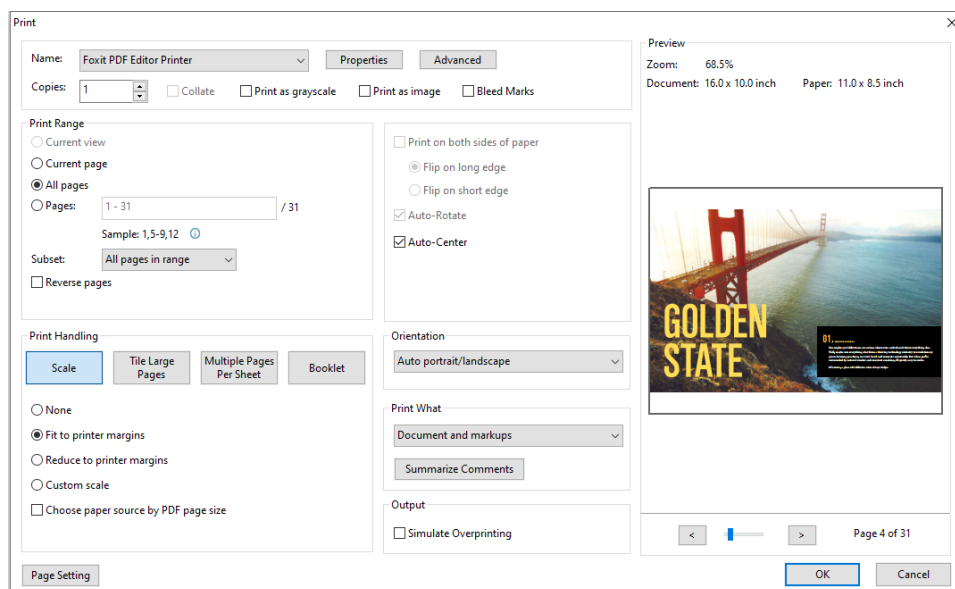 Print
Name: Foxit PDF Editor Printer Properties Advanced
Copies: 1 Collate Print as grayscale Print as image Bleed Marks
Print Range
Current view
Current page
All pages
Pages: 1 - 31 / 31
Sample: 1,5-9,12
Subset: All pages in range
Reverse pages
Print on both sides of paper
Flip on long edge
Flip on short edge
Auto-Rotate
Auto-Center
Print Handling
Scale
Tile Large
Pages
Multiple Pages
Per Sheet
Booklet
None
Fit to printer margins
Reduce to printer margins
Custom scale
Choose paper source by PDF page size
Orientation
Auto portrait/landscape
Print What
Document and markups
Summarize Comments
Output
Simulate Overprinting
Preview
Zoom: 68.5%
Document: 16.0 x 10.0 inch Paper: 11.0 x 8.5 inch
GOLDEN
STATE
01.
< > Page 4 of 31
Page Setting
OK Cancel